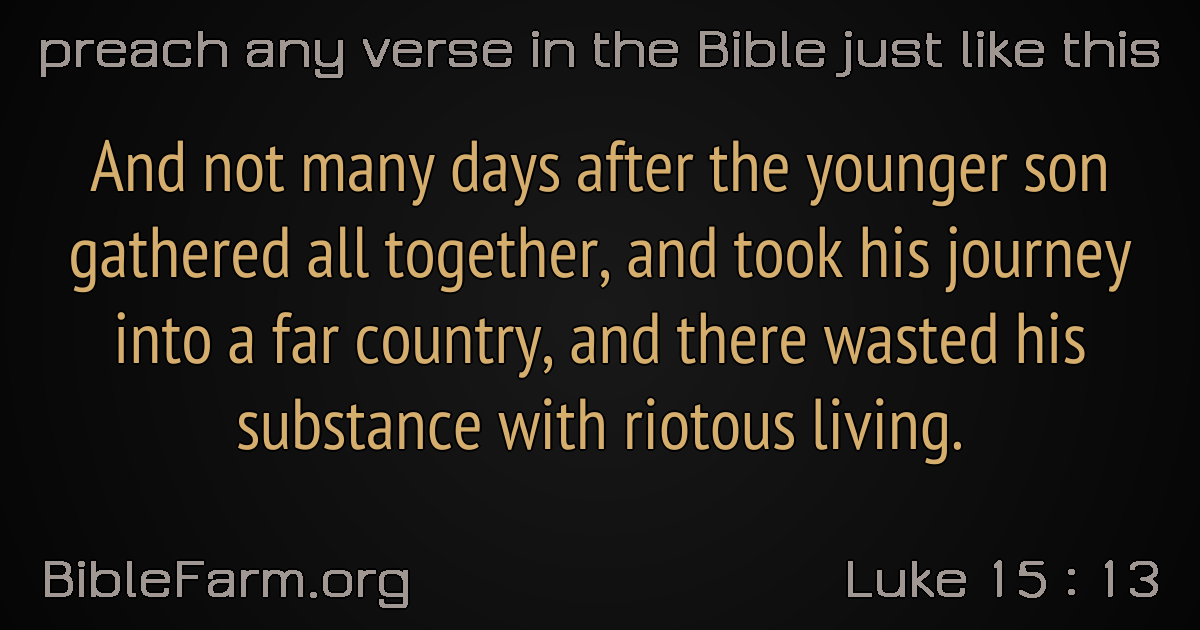 preach any verse in the Bible just like this
And not many days after the younger son
gathered all together, and took his journey
into a far country, and there wasted his
substance with riotous living.
BibleFarm.org
Luke 15 : 13